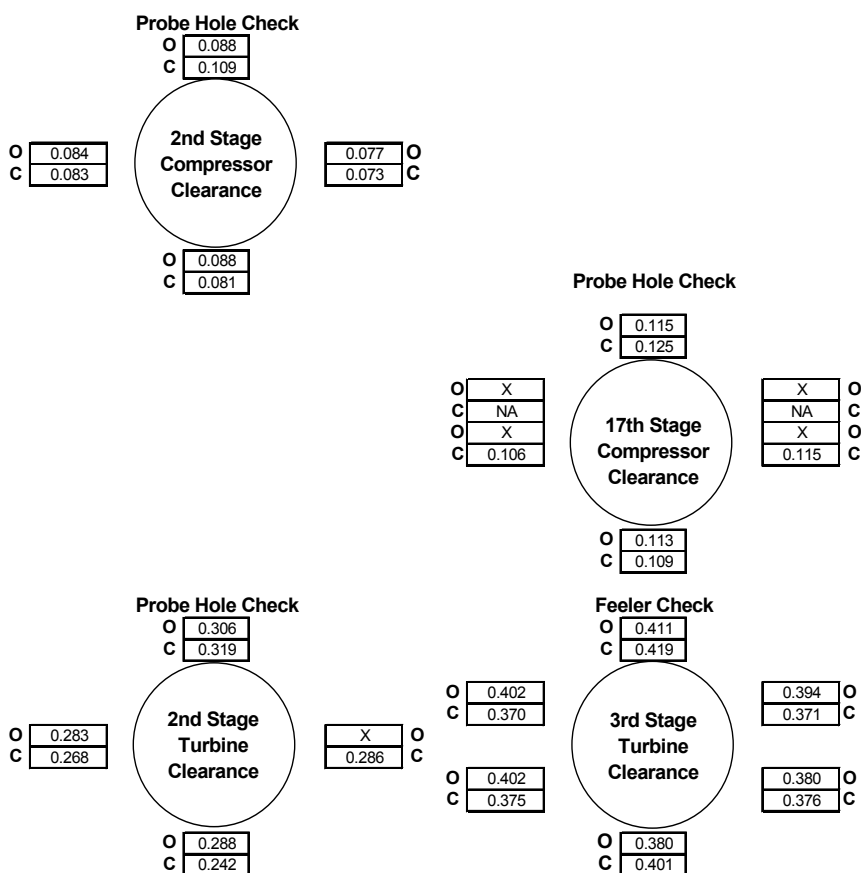 Probe Hole Check
O 0.088
C 0.109
2nd Stage
Compressor
Clearance
O 0.084
C 0.083
0.077 O
0.073 C
O 0.088
C 0.081
Probe Hole Check
O 0.115
C 0.125
O X
C NA
O X
C 0.106
17th Stage
Compressor
Clearance
X O
NA C
X O
0.115 C
O 0.113
C 0.109
Probe Hole Check
O 0.306
C 0.319
O 0.283
C 0.268
2nd Stage
Turbine
Clearance
X O
0.286 C
O 0.288
C 0.242
Feeler Check
O 0.411
C 0.419
O 0.402
C 0.370
0.394 O
0.371 C
3rd Stage
Turbine
Clearance
O 0.402
C 0.375
0.380 O
0.376 C
O 0.380
C 0.401